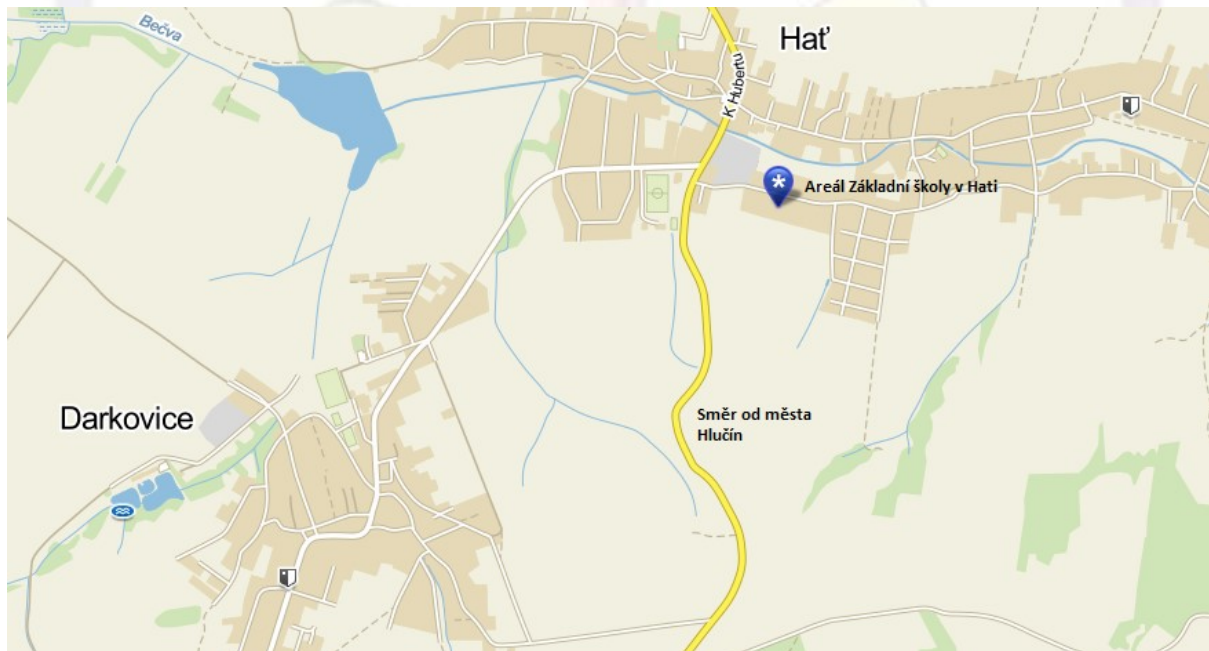 Bečva
Hať
K Hubertu
Areál Základní školy v Hati
Směr od města
Hlučín
Darkovice